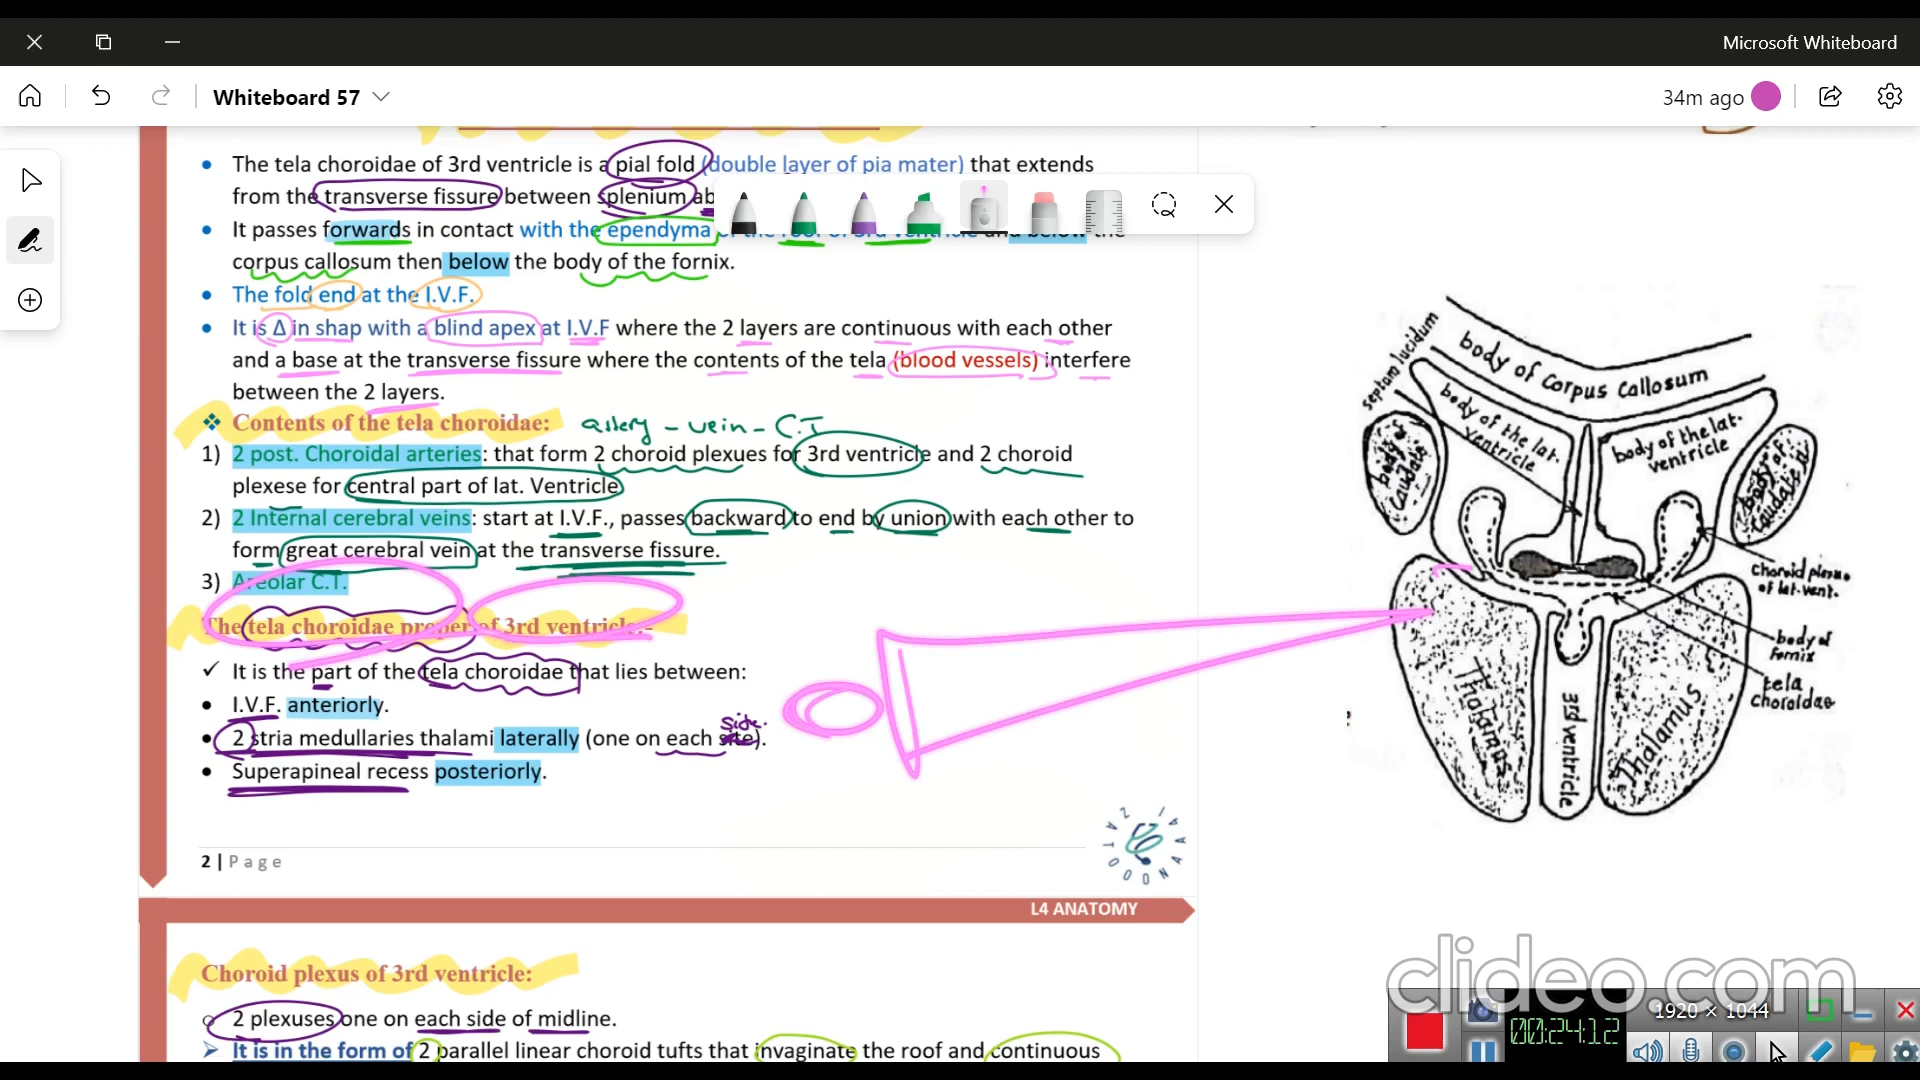 Microsoft Whiteboard
Whiteboard 57
34m ago
• The tela choroidae of 3rd ventricle is a pial fold (double layer of pia mater) that extends
from the transverse fissure between splenium ab
• It passes forwards in contact with the ependyma of the roof of 3rd ventricle and below the
corpus callosum then below the body of the fornix.
• The fold end at the I.V.F.
• It is Δ in shap with a blind apex at I.V.F where the 2 layers are continuous with each other
and a base at the transverse fissure where the contents of the tela (blood vessels) interfere
between the 2 layers.
❖ Contents of the tela choroidae: artery - vein - C.T
1) 2 post. Choroidal arteries: that form 2 choroid plexues for 3rd ventricle and 2 choroid
plexese for central part of lat. Ventricle
2) 2 Internal cerebral veins: start at I.V.F., passes backward to end by union with each other to
form great cerebral vein at the transverse fissure.
3) Areolar C.T.
The tela choroidae proper of 3rd ventricle:-
✓ It is the part of the tela choroidae that lies between:
• I.V.F. anteriorly.
side.
• 2 stria medullaries thalami laterally (one on each site).
• Superapineal recess posteriorly.
2 | Page
L4 ANATOMY
Choroid plexus of 3rd ventricle:
○ 2 plexuses one on each side of midline.
➢ It is in the form of 2 parallel linear choroid tufts that invaginate the roof and continuous
septum lucidum
body of corpus callosum
body of the lat.
ventricle
body of the lat.
ventricle
body of
caudate
body of
caudate
choroid plexus
of lat.vent.
body of
fornix
tela
choroidae
Thalamus
3rd ventricle
Thalamus
clideo.com
1920 × 1044
00:24:12